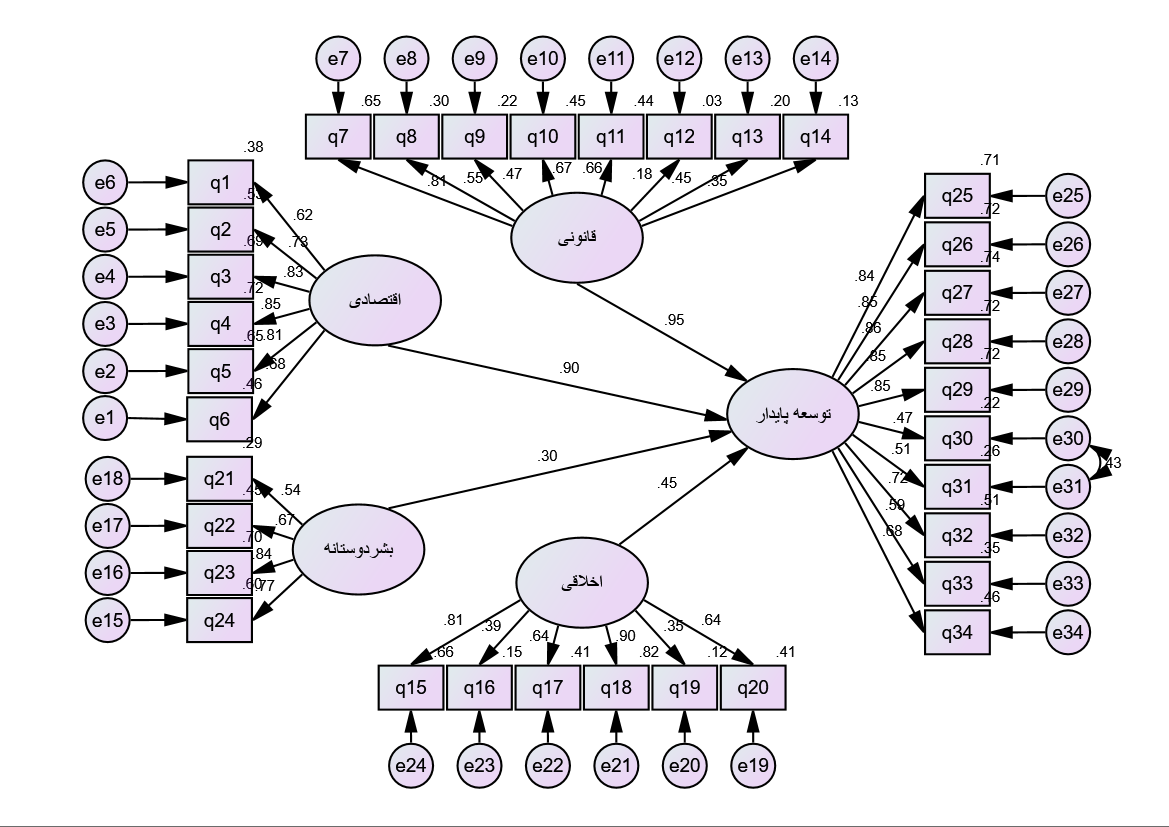 e7 e8 e9 e10 e11 e12 e13 e14
.65 .30 .22 .45 .44 .03 .20 .13
q7 q8 q9 q10 q11 q12 q13 q14
.81 .55 .47 .67 .66 .18 .45 .35
قانونی
.38
e6 q1
.53
e5 q2
.69
e4 q3
.72
e3 q4
.65
e2 q5
.46
e1 q6
.62
.73
.83
.85
.81
.68
اقتصادی
.29
e18 q21
.45
e17 q22
.70
e16 q23
.60
e15 q24
.54
.67
.84
.77
بشردوستانه
.95
.90
.30
.45
توسعه پایدار
اخلاقی
.81 .39 .64 .90 .35 .64
.66 .15 .41 .82 .12 .41
q15 q16 q17 q18 q19 q20
e24 e23 e22 e21 e20 e19
.84
.85
.86
.85
.85
.47
.51
.72
.59
.68
.71
q25 e25
.72
q26 e26
.74
q27 e27
.72
q28 e28
.72
q29 e29
.22
q30 e30
.26
q31 e31
.43
.51
q32 e32
.35
q33 e33
.46
q34 e34